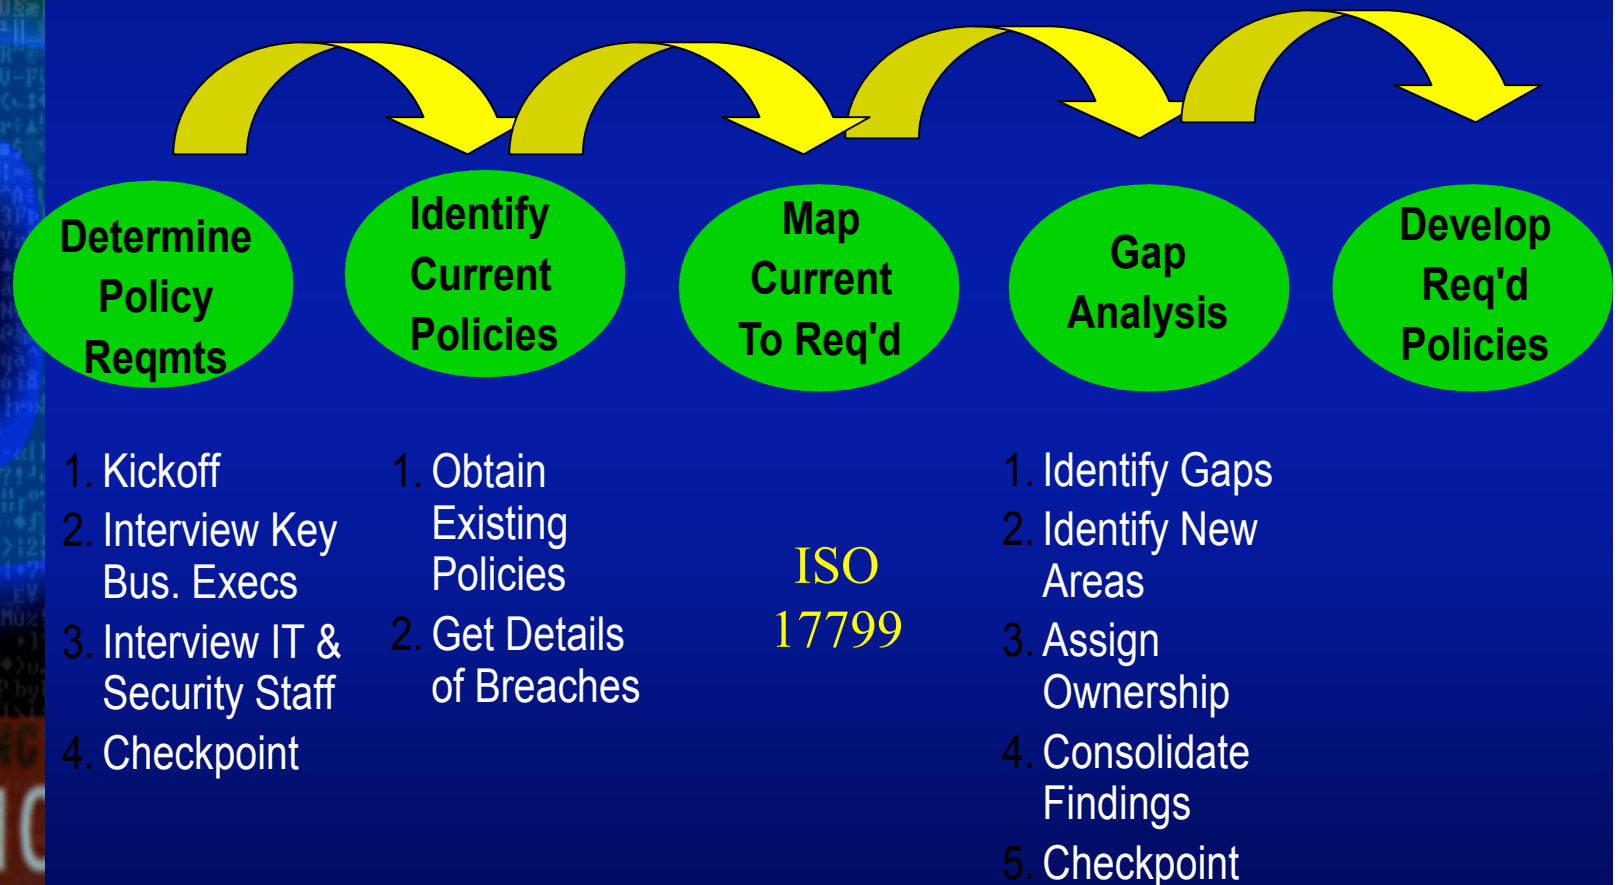 Determine
Policy
Reqmts
Identify
Current
Policies
Map
Current
To Req'd
Gap
Analysis
Develop
Req'd
Policies
1. Kickoff
2. Interview Key
Bus. Execs
3. Interview IT &
Security Staff
4. Checkpoint
1. Obtain
Existing
Policies
2. Get Details
of Breaches
ISO
17799
1. Identify Gaps
2. Identify New
Areas
3. Assign
Ownership
4. Consolidate
Findings
5. Checkpoint